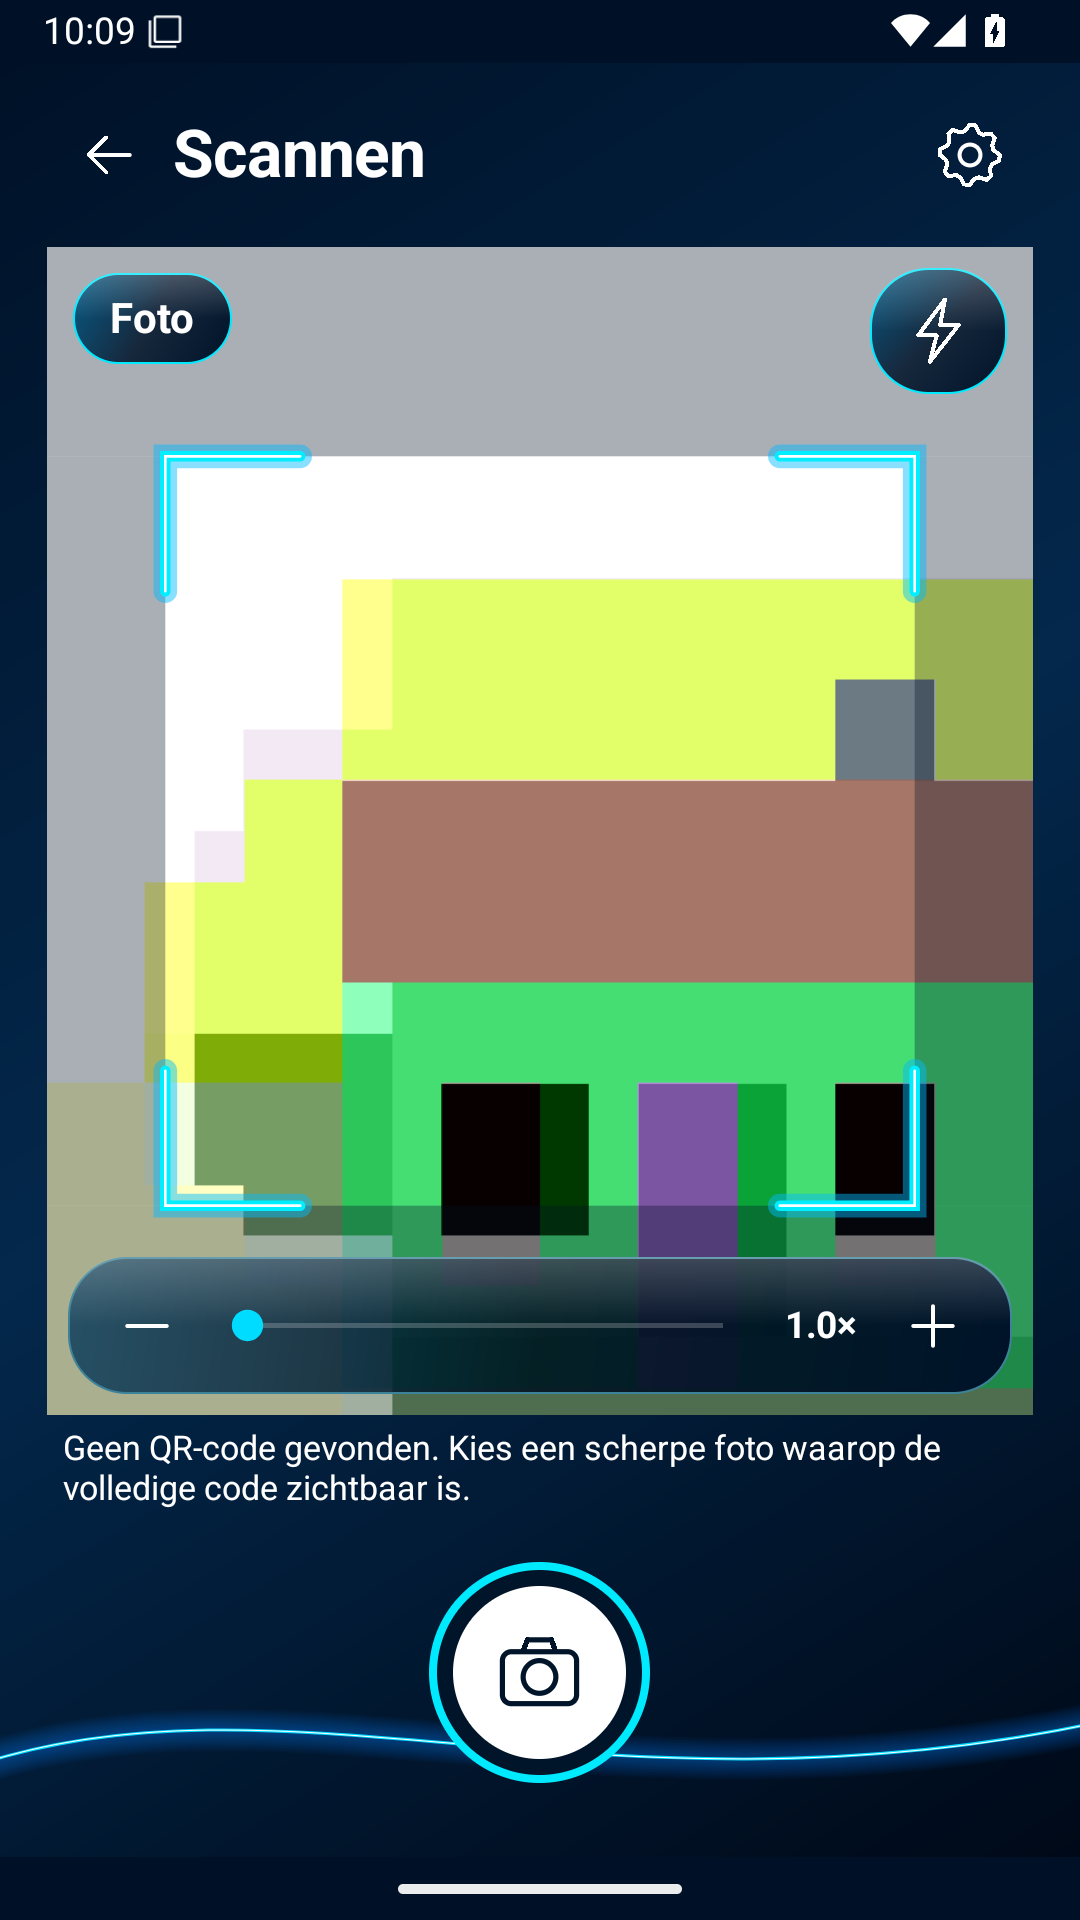 10:09
Scannen
Foto
1.0×
Geen QR-code gevonden. Kies een scherpe foto waarop de
volledige code zichtbaar is.